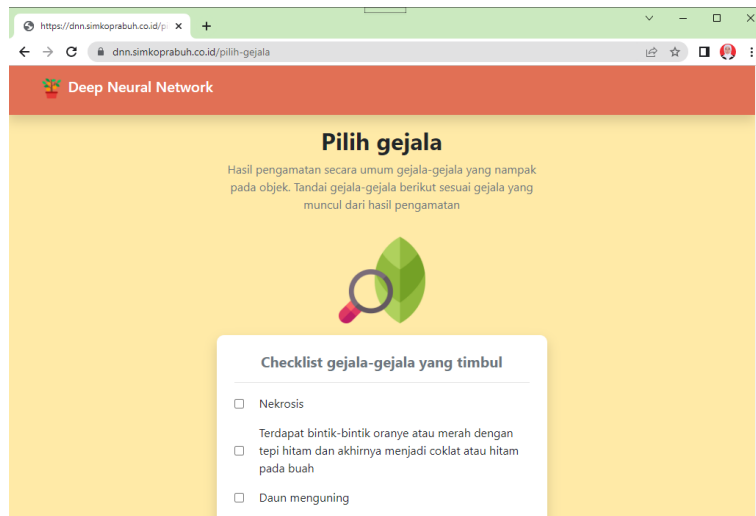 https://dnn.simkoprabuh.co.id/pi
dnn.simkoprabuh.co.id/pilih-gejala
Deep Neural Network
Pilih gejala
Hasil pengamatan secara umum gejala-gejala yang nampak
pada objek. Tandai gejala-gejala berikut sesuai gejala yang
muncul dari hasil pengamatan
Checklist gejala-gejala yang timbul
Nekrosis
Terdapat bintik-bintik oranye atau merah dengan
tepi hitam dan akhirnya menjadi coklat atau hitam
pada buah
Daun menguning